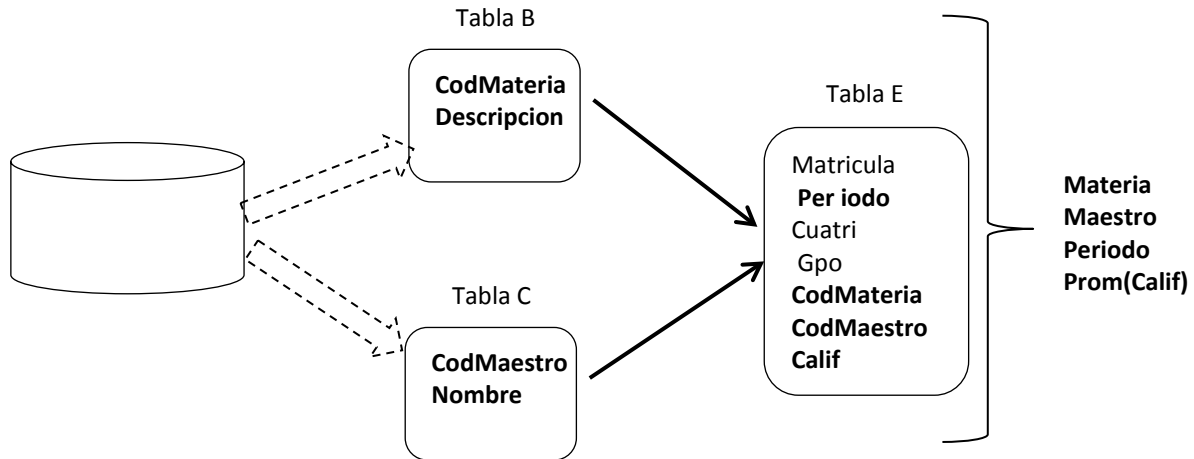 Tabla B
CodMateria
Descripcion
Tabla C
CodMaestro
Nombre
Tabla E
Matricula
Per iodo
Cuatri
Gpo
CodMateria
CodMaestro
Calif
Materia
Maestro
Periodo
Prom(Calif)